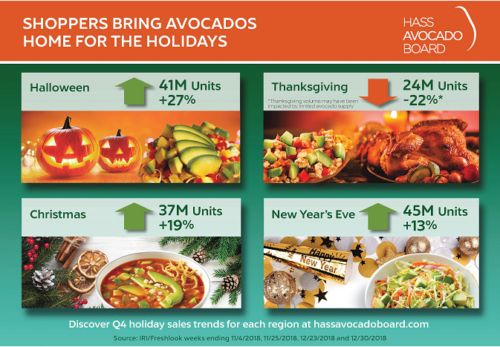 SHOPPERS BRING AVOCADOS
HOME FOR THE HOLIDAYS
HASS
AVOCADO
BOARD
Halloween
41M Units
+27%
Thanksgiving
*Thanksgiving volume may have been
impacted by limited avocado supply
24M Units
-22%*
Christmas
37M Units
+19%
New Year's Eve
45M Units
+13%
Happy
New Year
Discover Q4 holiday sales trends for each region at hassavocadoboard.com
Source: IRI/Freshlook weeks ending 11/4/2018, 11/25/2018, 12/23/2018 and 12/30/2018